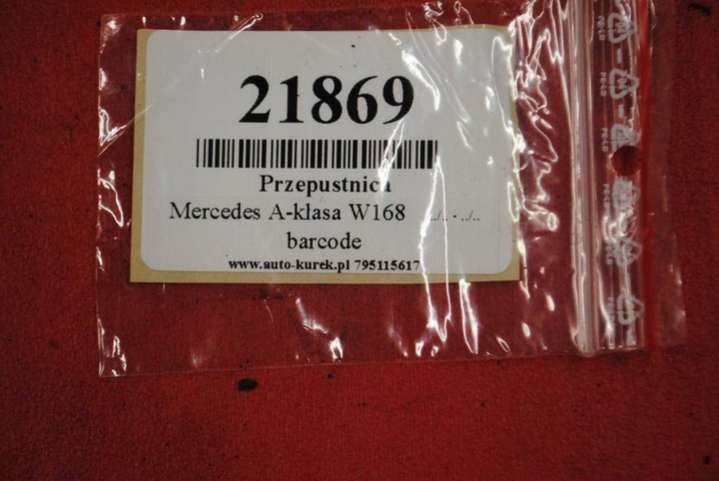 21869
Przepustnica
Mercedes A-klasa W168 ../.. - ../..
barcode
www.auto-kurek.pl 795115617